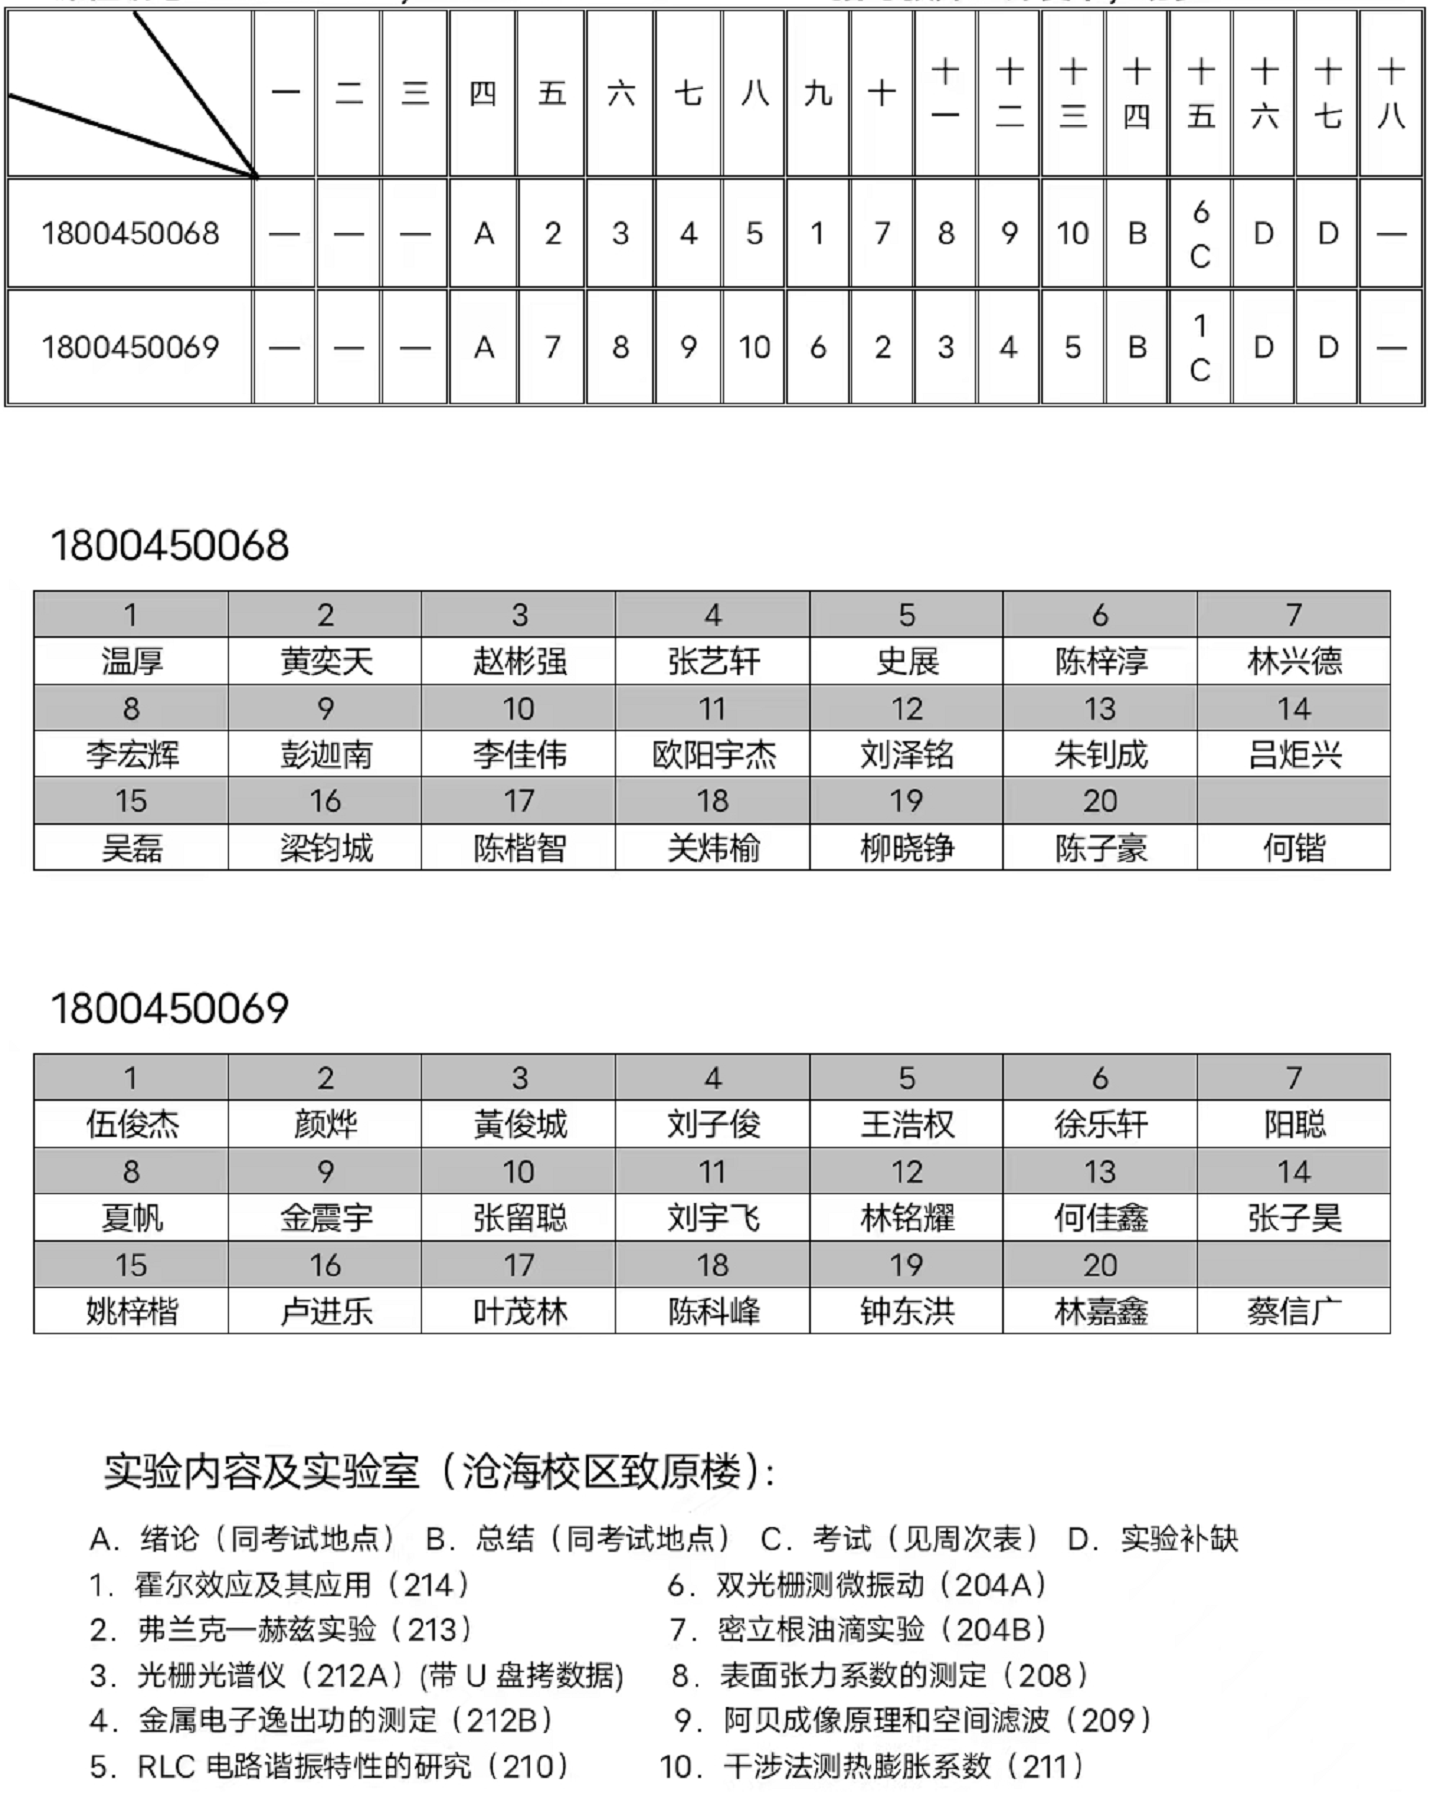 一 二 三 四 五 六 七 八 九 十 十一 十二 十三 十四 十五 十六 十七 十八
1800450068 — — — A 2 3 4 5 1 7 8 9 10 B 6C D D —
1800450069 — — — A 7 8 9 10 6 2 3 4 5 B 1C D D —
1800450068
1 2 3 4 5 6 7
温厚 黄奕天 赵彬强 张艺轩 史展 陈梓淳 林兴德
8 9 10 11 12 13 14
李宏辉 彭迦南 李佳伟 欧阳宇杰 刘泽铭 朱钊成 吕炬兴
15 16 17 18 19 20
吴磊 梁钧城 陈楷智 关炜榆 柳晓铮 陈子豪 何锴
1800450069
1 2 3 4 5 6 7
伍俊杰 颜烨 黃俊城 刘子俊 王浩权 徐乐轩 阳聪
8 9 10 11 12 13 14
夏帆 金震宇 张留聪 刘宇飞 林铭耀 何佳鑫 张子昊
15 16 17 18 19 20
姚梓楷 卢进乐 叶茂林 陈科峰 钟东洪 林嘉鑫 蔡信广
实验内容及实验室（沧海校区致原楼）：
A. 绪论（同考试地点） B. 总结（同考试地点） C. 考试（见周次表） D. 实验补缺
1. 霍尔效应及其应用（214） 6. 双光栅测微振动（204A）
2. 弗兰克一赫兹实验（213） 7. 密立根油滴实验（204B）
3. 光栅光谱仪（212A）(带 U 盘拷数据) 8. 表面张力系数的测定（208）
4. 金属电子逸出功的测定（212B） 9. 阿贝成像原理和空间滤波（209）
5. RLC 电路谐振特性的研究（210） 10. 干涉法测热膨胀系数（211）